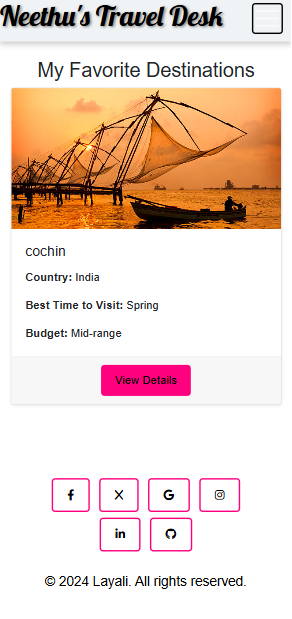 Neethu's Travel Desk
My Favorite Destinations
cochin
Country: India
Best Time to Visit: Spring
Budget: Mid-range
View Details
© 2024 Layali. All rights reserved.